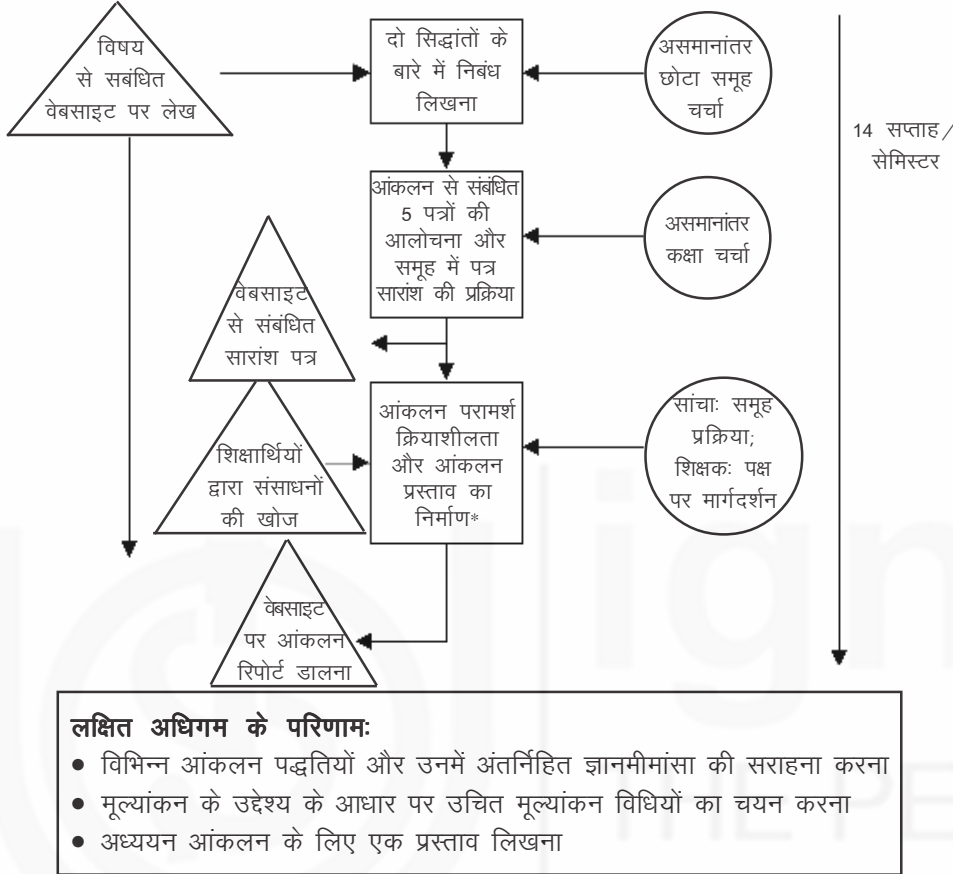 विषय
से सबंधित
वेबसाइट पर लेख
दो सिद्धांतों के
बारे में निबंध
लिखना
असमानांतर
छोटा समूह
चर्चा
14 सप्ताह/
सेमिस्टर
आंकलन से संबंधित
5 पत्रों की
आलोचना और
समूह में पत्र
सारांश की प्रक्रिया
असमानांतर
कक्षा चर्चा
वेबसाइट
से संबंधित
सारांश पत्र
शिक्षार्थियों
द्वारा संसाधनों
की खोज
आंकलन परामर्श
क्रियाशीलता
और आंकलन
प्रस्ताव का
निर्माण*
सांचाः समूह
प्रक्रिया;
शिक्षकः पक्ष
पर मार्गदर्शन
वेबसाइट
पर आंकलन
रिपोर्ट डालना
लक्षित अधिगम के परिणामः
• विभिन्न आंकलन पद्धतियों और उनमें अंतर्निहित ज्ञानमीमांसा की सराहना करना
• मूल्यांकन के उद्देश्य के आधार पर उचित मूल्यांकन विधियों का चयन करना
• अध्ययन आंकलन के लिए एक प्रस्ताव लिखना
ign
THE PE